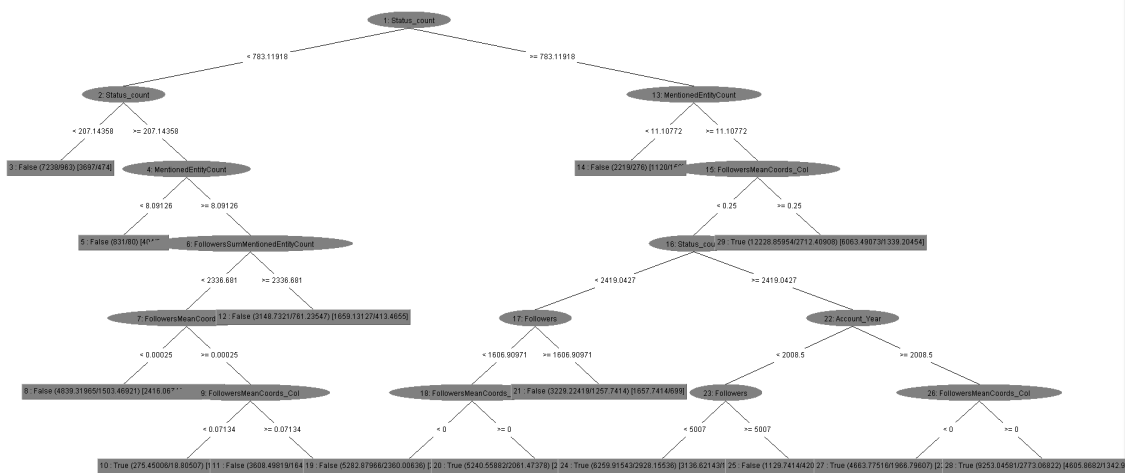 1: Status_count
< 783.11918
>= 783.11918
2: Status_count
13: MentionedEntityCount
< 207.14358
>= 207.14358
< 11.10772
>= 11.10772
3 : False (7238/963) [3697/474]
4: MentionedEntityCount
14 : False (2219/276) [1120/
15: FollowersMeanCoords_Col
< 8.09126
>= 8.09126
< 0.25
>= 0.25
5 : False (831/80)
6: FollowersSumMentionedEntityCount
16: Status_cou
29 : True (12228.85954/2712.40908) [6063.49073/1339.20454]
< 2336.681
>= 2336.681
< 2419.0427
>= 2419.0427
7: FollowersMeanCoord
12 : False (3148.7321/761.23547) [1659.13127/413.4655]
17: Followers
22: Account_Year
< 0.00025
>= 0.00025
< 1606.90971
>= 1606.90971
< 2008.5
>= 2008.5
8 : False (4839.31965/1503.46921)
9: FollowersMeanCoords_Col
18: FollowersMeanCoords_
21 : False (3229.22419/1257.7414) [1657.7414/699]
23: Followers
26: FollowersMeanCoords_Col
< 0.07134
>= 0.07134
< 0
>= 0
< 5007
>= 5007
< 0
>= 0
10 : True (275.45006/18.80507)
11 : False (3608.49819/164
19 : False (5282.87966/2360.00636)
20 : True (5240.55882/2061.47378)
24 : True (6259.91543/2928.15536) [3136.62143/
25 : False (1129.7414/420
27 : True (4663.77516/1966.79607)
28 : True (9253.04581/2773.06822) [4605.8682/1342.9